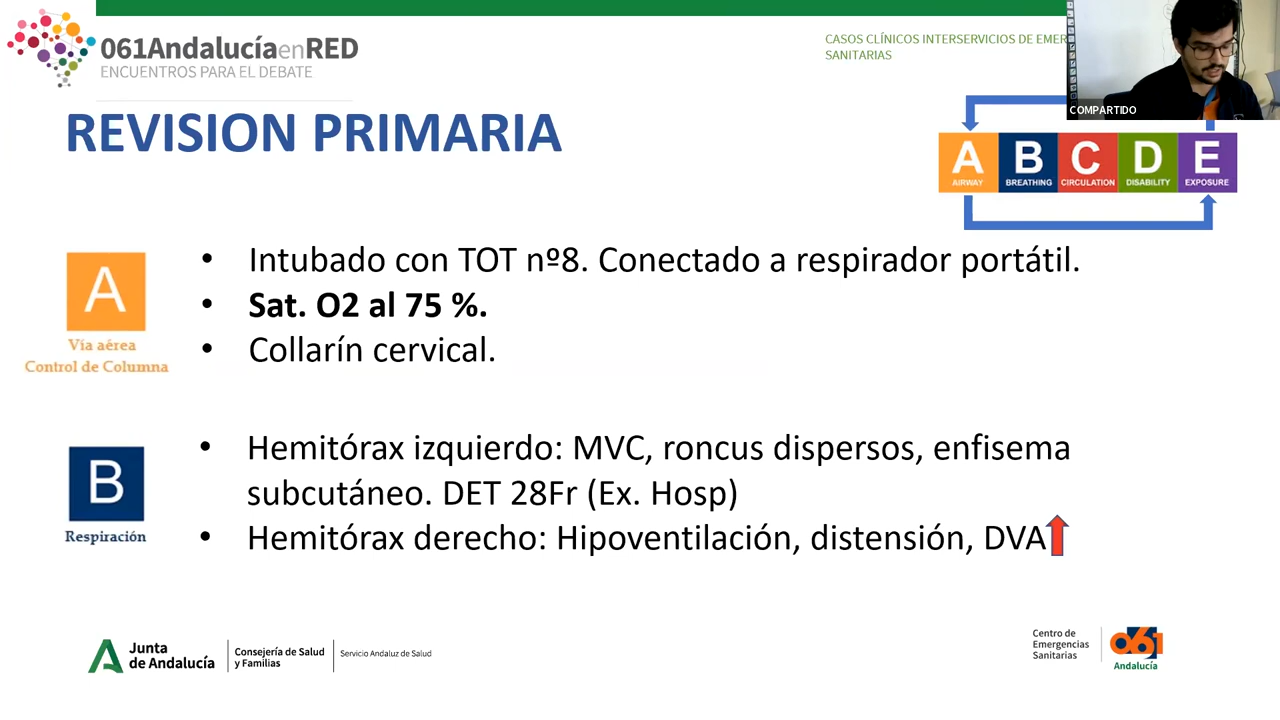 061AndalucíaenRED
ENCUENTROS PARA EL DEBATE
CASOS CLÍNICOS INTERSERVICIOS DE
SANITARIAS
COMPARTIDO
REVISION PRIMARIA
A B C D E
AIRWAY BREATHING CIRCULATION DISABILITY EXPOSURE
A
Vía aérea
Control de Columna
• Intubado con TOT nº8. Conectado a respirador portátil.
• Sat. O2 al 75 %.
• Collarín cervical.
B
Respiración
• Hemitórax izquierdo: MVC, roncus dispersos, enfisema
subcutáneo. DET 28Fr (Ex. Hosp)
• Hemitórax derecho: Hipoventilación, distensión, DVA
Junta
de Andalucía
Consejería de Salud
y Familias
Servicio Andaluz de Salud
Centro de
Emergencias
Sanitarias
061
Andalucía